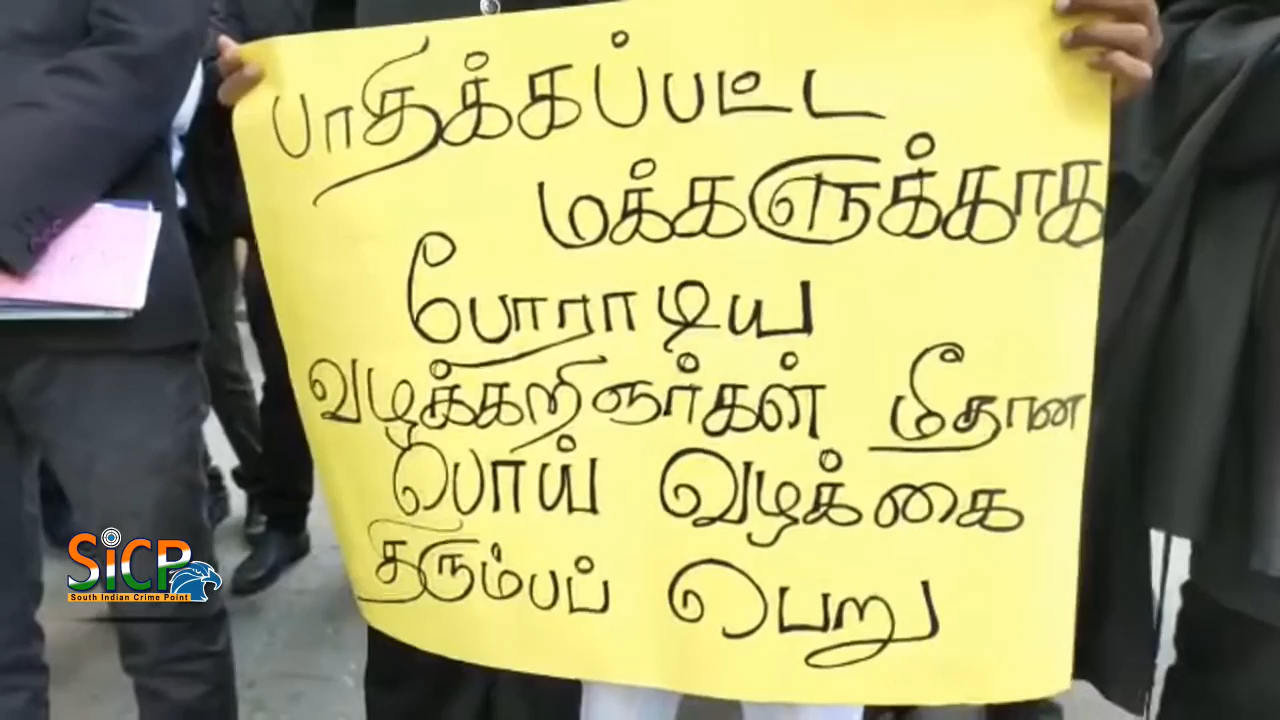 பாதிக்கப்பட்ட
மக்களுக்காக
போராடிய
வழக்கறிஞர்கள் மீதான
பொய் வழக்கை
திரும்பப் பெறு
SiCP
South Indian Crime Point